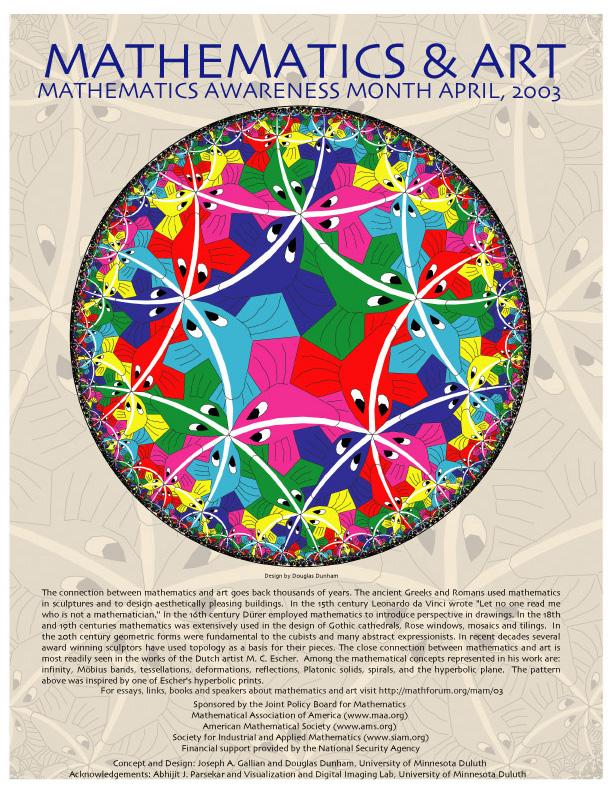 MATHEMATICS & ART
MATHEMATICS AWARENESS MONTH APRIL, 2003
Design by Douglas Dunham
The connection between mathematics and art goes back thousands of years. The ancient Greeks and Romans used mathematics
in sculptures and to design aesthetically pleasing buildings. In the 15th century Leonardo da Vinci wrote "Let no one read me
who is not a mathematician," In the 16th century Dürer employed mathematics to introduce perspective in drawings. In the 18th
and 19th centuries mathematics was extensively used in the design of Gothic cathedrals, Rose windows, mosaics and tilings. In
the 20th century geometric forms were fundamental to the cubists and many abstract expressionists. In recent decades several
award winning sculptors have used topology as a basis for their pieces. The close connection between mathematics and art is
most readily seen in the works of the Dutch artist M. C. Escher. Among the mathematical concepts represented in his work are:
infinity, Möbius bands, tessellations, deformations, reflections, Platonic solids, spirals, and the hyperbolic plane. The pattern
above was inspired by one of Escher's hyperbolic prints.
For essays, links, books and speakers about mathematics and art visit http://mathforum.org/mam/03
Sponsored by the Joint Policy Board for Mathematics
Mathematical Association of America (www.maa.org)
American Mathematical Society (www.ams.org)
Society for Industrial and Applied Mathematics (www.siam.org)
Financial support provided by the National Security Agency
Concept and Design: Joseph A. Gallian and Douglas Dunham, University of Minnesota Duluth
Acknowledgements: Abhijit J. Parsekar and Visualization and Digital Imaging Lab, University of Minnesota Duluth